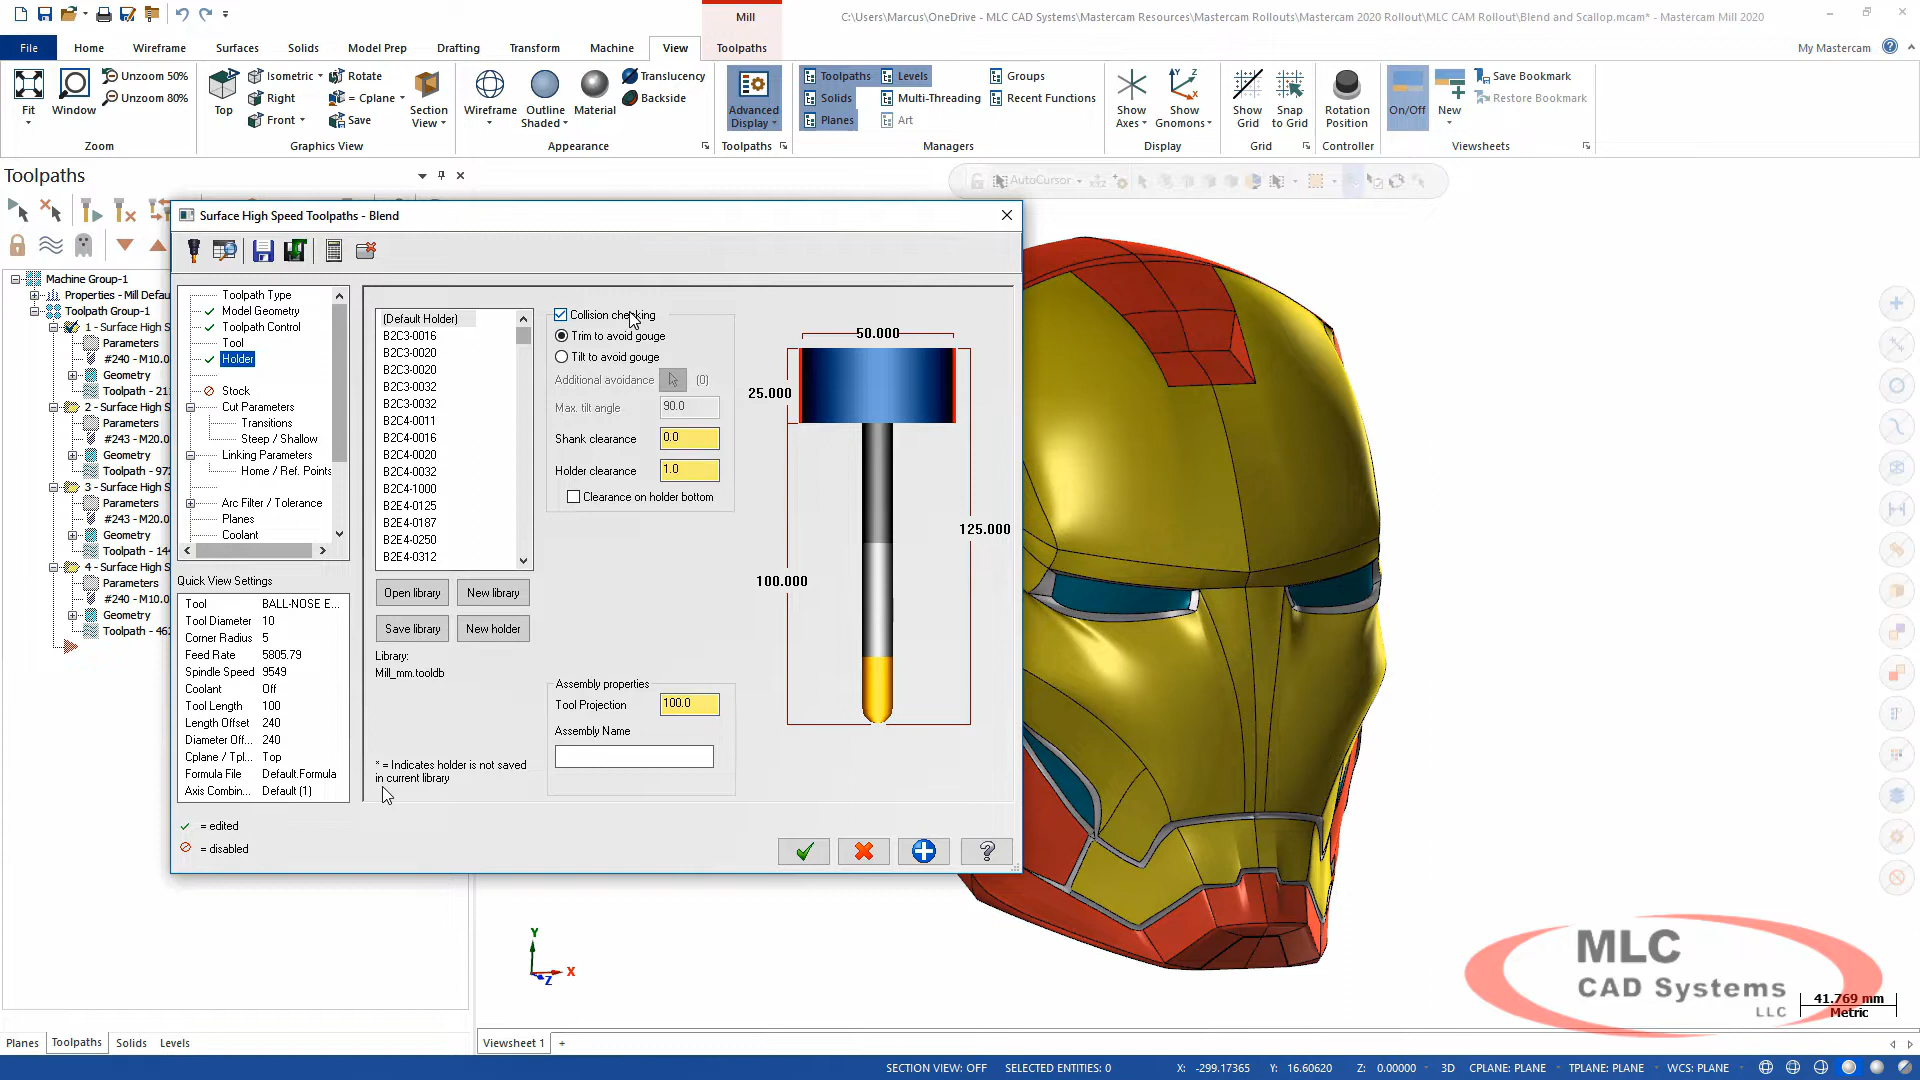 C:\Users\Marcus\OneDrive - MLC CAD Systems\Mastercam Resources\Mastercam Rollouts\Mastercam 2020 Rollout\MLC CAM Rollout\Blend and Scallop.mcam* - Mastercam Mill 2020
Mill
File
Home
Wireframe
Surfaces
Solids
Model Prep
Drafting
Transform
Machine
View
Toolpaths
My Mastercam
Fit
Window
Unzoom 50%
Unzoom 80%
Zoom
Top
Isometric
Right
Front
Rotate
= Cplane
Save
Section View
Graphics View
Wireframe
Outline Shaded
Material
Translucency
Backside
Appearance
Advanced Display
Toolpaths
Toolpaths
Solids
Planes
Levels
Multi-Threading
Art
Groups
Recent Functions
Managers
Show Axes
Show Gnomons
Display
Show Grid
Snap to Grid
Grid
Rotation Position
Controller
On/Off
New
Save Bookmark
Restore Bookmark
Viewsheets
Toolpaths
AutoCursor
Machine Group-1
Properties - Mill Defau
Toolpath Group-1
1 - Surface High S
Parameters
#240 - M10.0
Geometry
Toolpath - 21
2 - Surface High S
Parameters
#243 - M20.0
Geometry
Toolpath - 97
3 - Surface High S
Parameters
#243 - M20.0
Geometry
Toolpath - 14
4 - Surface High S
Parameters
#240 - M10.0
Geometry
Toolpath - 46
Surface High Speed Toolpaths - Blend
Toolpath Type
Model Geometry
Toolpath Control
Tool
Holder
Stock
Cut Parameters
Transitions
Steep / Shallow
Linking Parameters
Home / Ref. Points
Arc Filter / Tolerance
Planes
Coolant
Quick View Settings
Tool BALL-NOSE E...
Tool Diameter 10
Corner Radius 5
Feed Rate 5805.79
Spindle Speed 9549
Coolant Off
Tool Length 100
Length Offset 240
Diameter Off... 240
Cplane / Tpl... Top
Formula File Default.Formula
Axis Combin... Default (1)
= edited
= disabled
(Default Holder)
B2C3-0016
B2C3-0020
B2C3-0020
B2C3-0032
B2C3-0032
B2C4-0011
B2C4-0016
B2C4-0020
B2C4-0032
B2C4-1000
B2E4-0125
B2E4-0187
B2E4-0250
B2E4-0312
Open library
New library
Save library
New holder
Library:
Mill_mm.tooldb
* = Indicates holder is not saved
in current library
Collision checking
Trim to avoid gouge
Tilt to avoid gouge
Additional avoidance (0)
Max. tilt angle 90.0
Shank clearance 0.0
Holder clearance 1.0
Clearance on holder bottom
Assembly properties
Tool Projection 100.0
Assembly Name
50.000
25.000
125.000
100.000
Y
X
Z
MLC
CAD Systems
LLC
41.769 mm
Metric
Planes
Toolpaths
Solids
Levels
Viewsheet 1
+
SECTION VIEW: OFF SELECTED ENTITIES: 0 X: -299.17365 Y: 16.60620 Z: 0.00000 3D CPLANE: PLANE TPLANE: PLANE WCS: PLANE